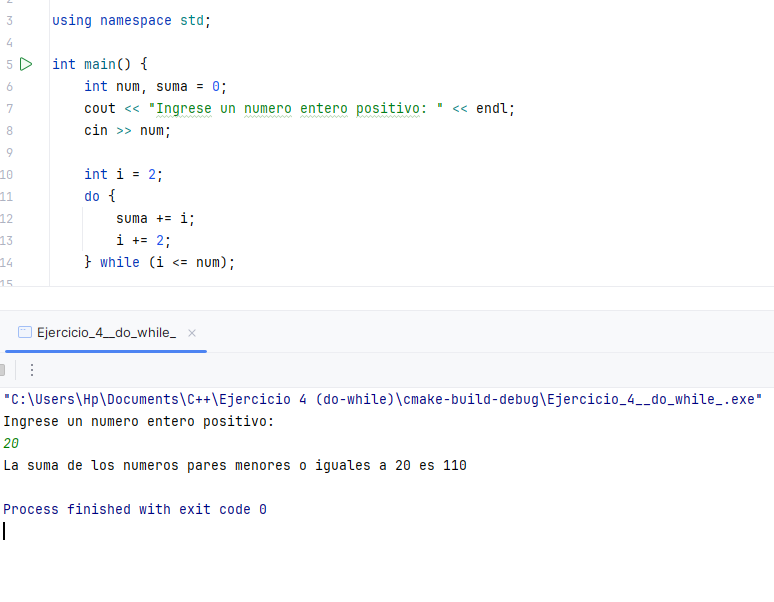 2
3 using namespace std;
4
5 int main() {
6 int num, suma = 0;
7 cout << "Ingrese un numero entero positivo: " << endl;
8 cin >> num;
9
10 int i = 2;
11 do {
12 suma += i;
13 i += 2;
14 } while (i <= num);
15
Ejercicio_4__do_while_ ×
"C:\Users\Hp\Documents\C++\Ejercicio 4 (do-while)\cmake-build-debug\Ejercicio_4__do_while_.exe"
Ingrese un numero entero positivo:
20
La suma de los numeros pares menores o iguales a 20 es 110
Process finished with exit code 0